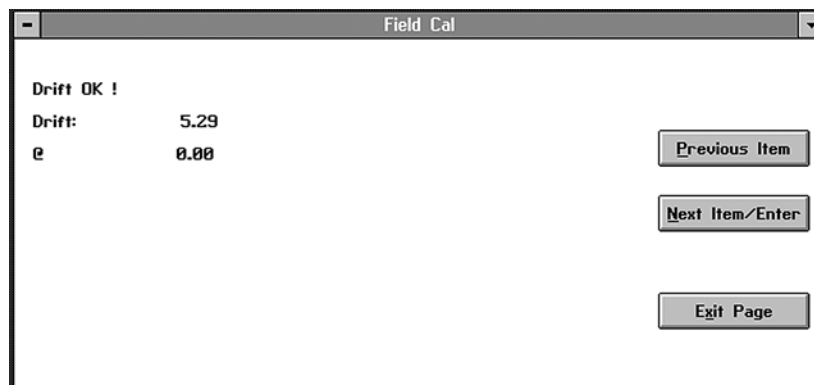 Field Cal
Drift OK !
Drift: 5.29
@ 0.00
Previous Item
Next Item/Enter
Exit Page